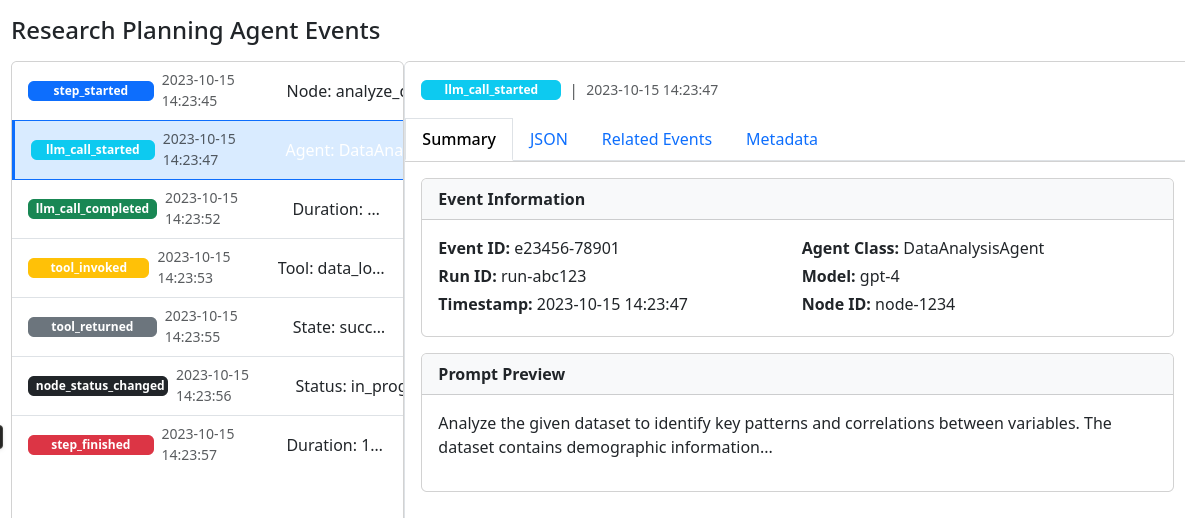 Research Planning Agent Events
step_started
2023-10-15
14:23:45
Node: analyze_
llm_call_started
2023-10-15
14:23:47
Agent: DataAna
llm_call_completed
2023-10-15
14:23:52
Duration: ...
tool_invoked
2023-10-15
14:23:53
Tool: data_lo...
tool_returned
2023-10-15
14:23:55
State: succ...
node_status_changed
2023-10-15
14:23:56
Status: in_prog
step_finished
2023-10-15
14:23:57
Duration: 1...
llm_call_started | 2023-10-15 14:23:47
Summary JSON Related Events Metadata
Event Information
Event ID: e23456-78901
Run ID: run-abc123
Timestamp: 2023-10-15 14:23:47
Agent Class: DataAnalysisAgent
Model: gpt-4
Node ID: node-1234
Prompt Preview
Analyze the given dataset to identify key patterns and correlations between variables. The
dataset contains demographic information...